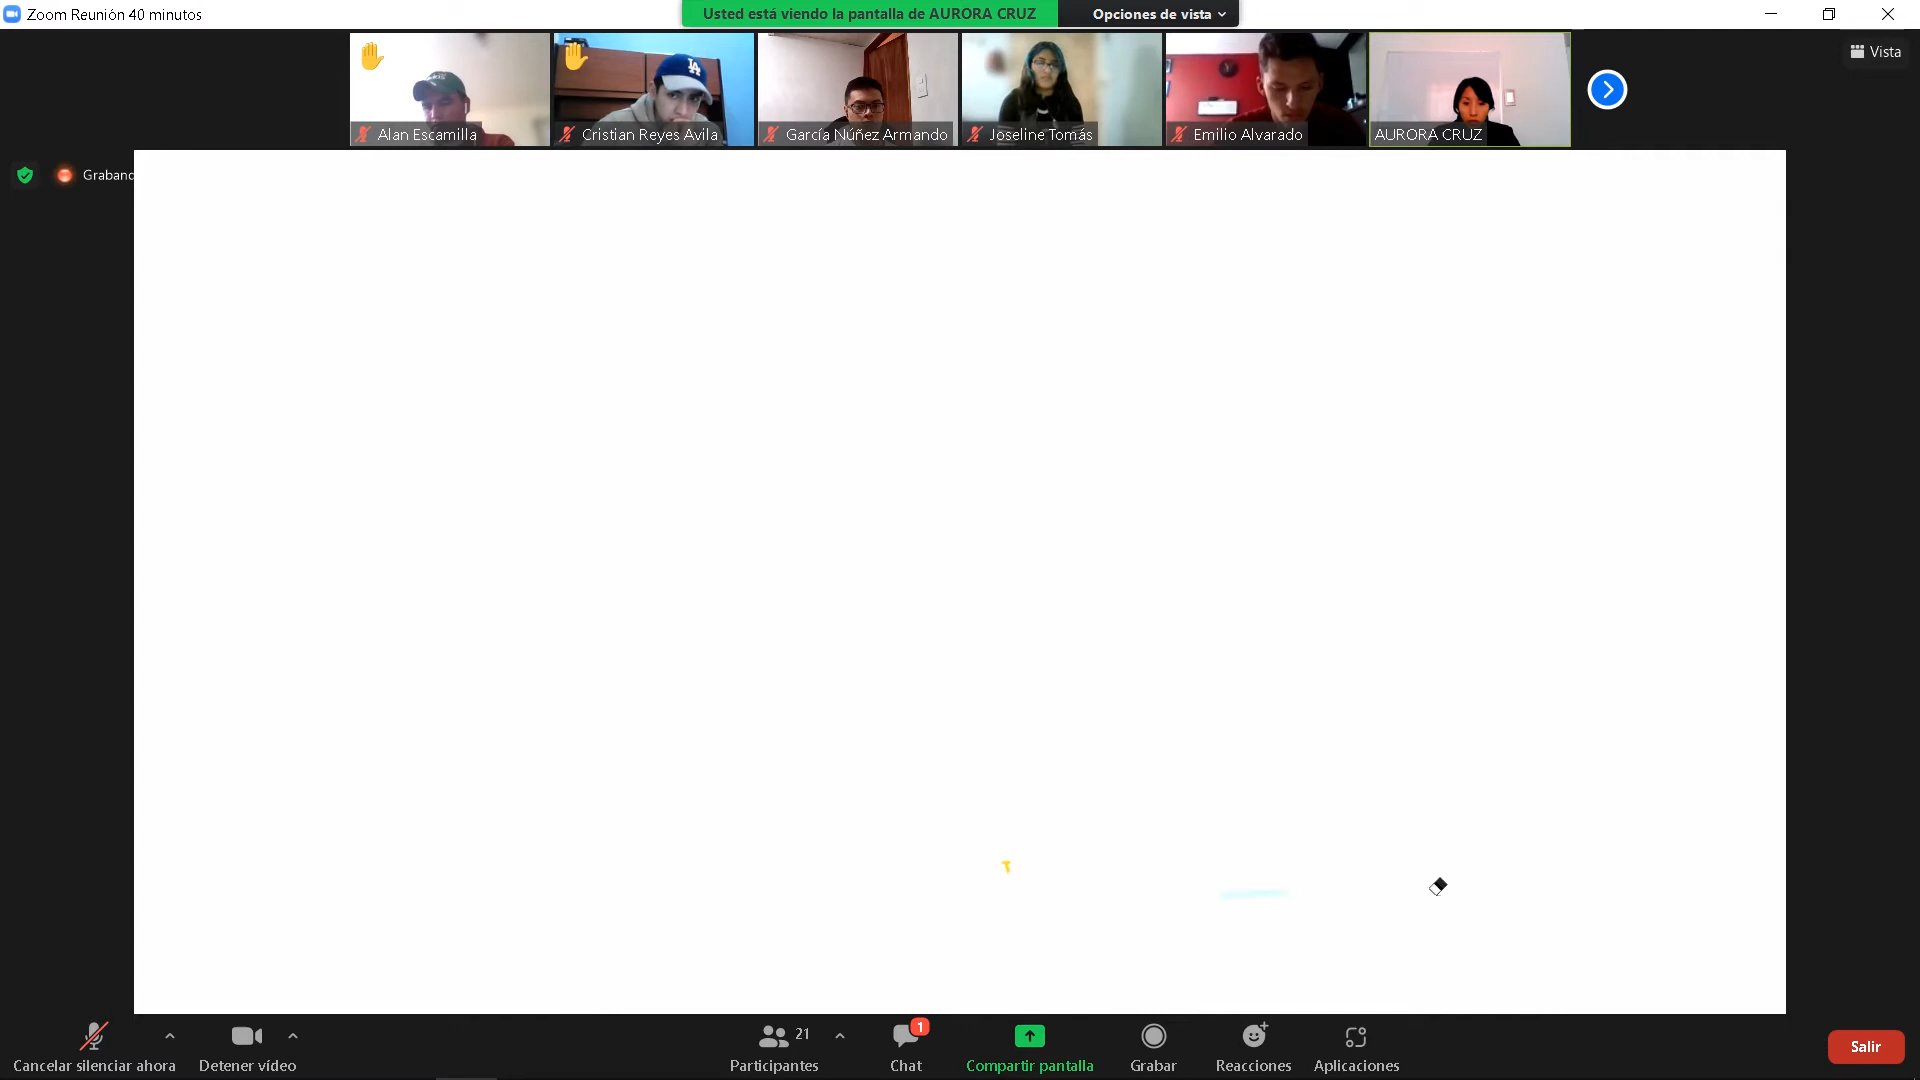 Zoom Reunión 40 minutos
Usted está viendo la pantalla de AURORA CRUZ
Opciones de vista
Vista
LA
Alan Escamilla
Cristian Reyes Avila
García Núñez Armando
Joseline Tomás
Emilio Alvarado
AURORA CRUZ
Graband
Cancelar silenciar ahora
Detener vídeo
21
Participantes
1
Chat
Compartir pantalla
Grabar
Reacciones
Aplicaciones
Salir